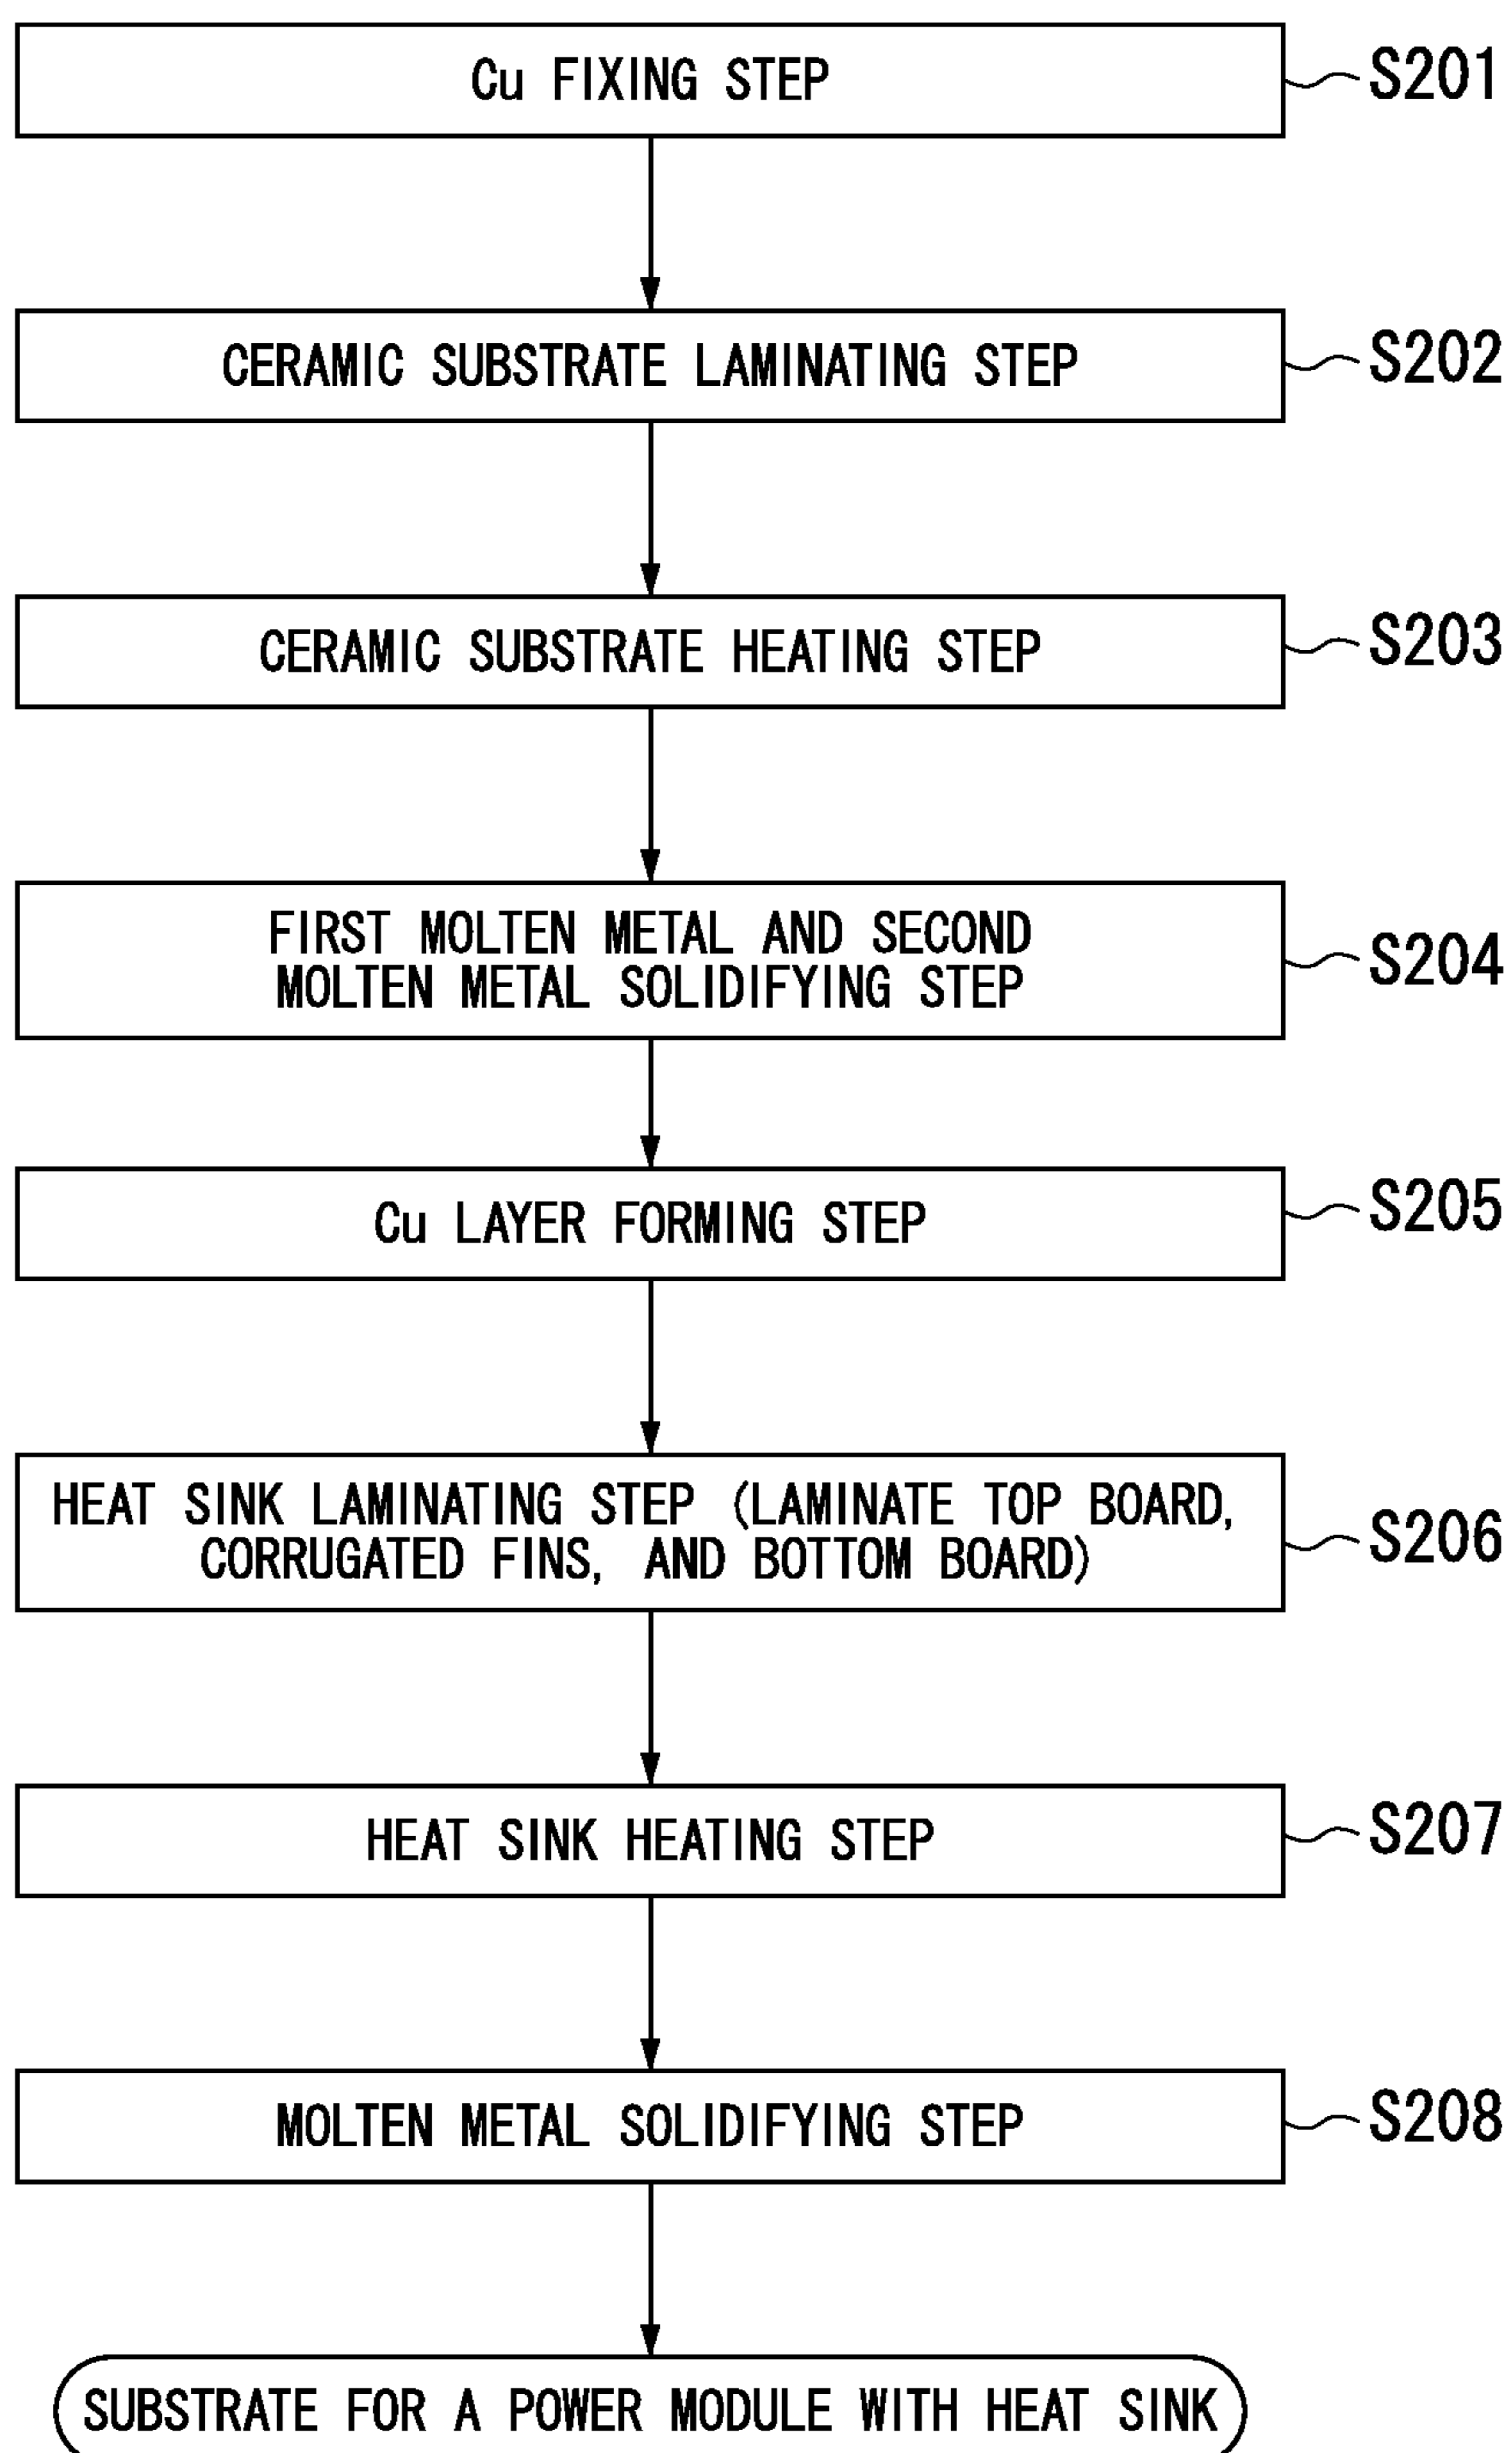 Cu FIXING STEP
S201
CERAMIC SUBSTRATE LAMINATING STEP
S202
CERAMIC SUBSTRATE HEATING STEP
S203
FIRST MOLTEN METAL AND SECOND
MOLTEN METAL SOLIDIFYING STEP
S204
Cu LAYER FORMING STEP
S205
HEAT SINK LAMINATING STEP (LAMINATE TOP BOARD,
CORRUGATED FINS, AND BOTTOM BOARD)
S206
HEAT SINK HEATING STEP
S207
MOLTEN METAL SOLIDIFYING STEP
S208
SUBSTRATE FOR A POWER MODULE WITH HEAT SINK